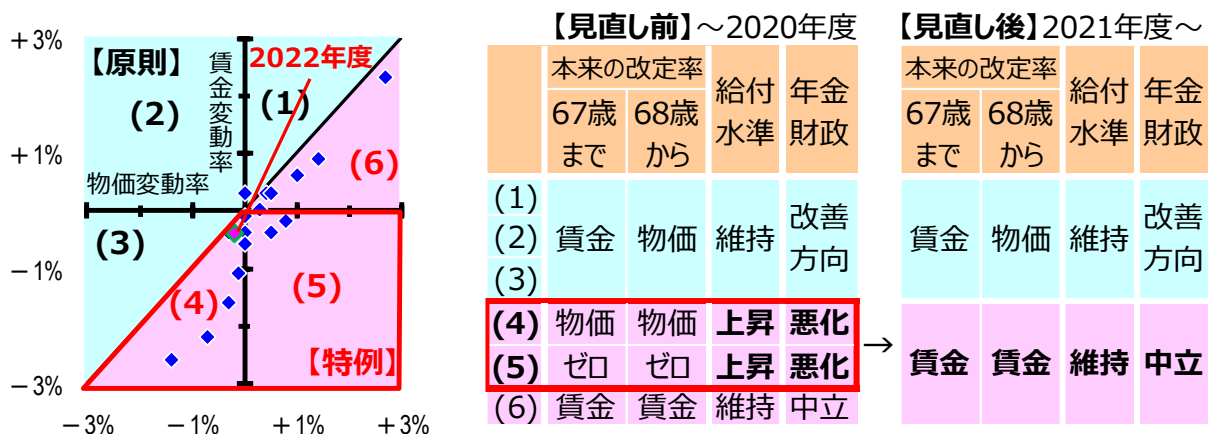 +3%
+1%
-1%
-3%
-3%
-1%
+1%
+3%
【原則】
賃金変動率
2022年度
(1)
(2)
(6)
物価変動率
(3)
(4)
(5)
【特例】
【見直し前】~2020年度
本来の改定率
給付水準
年金財政
67歳まで
68歳から
(1)
(2)
(3)
賃金
物価
維持
改善方向
(4) 物価 物価 上昇 悪化
(5) ゼロ ゼロ 上昇 悪化
(6) 賃金 賃金 維持 中立
→
【見直し後】2021年度~
本来の改定率
給付水準
年金財政
67歳まで
68歳から
賃金 物価 維持 改善方向
賃金 賃金 維持 中立